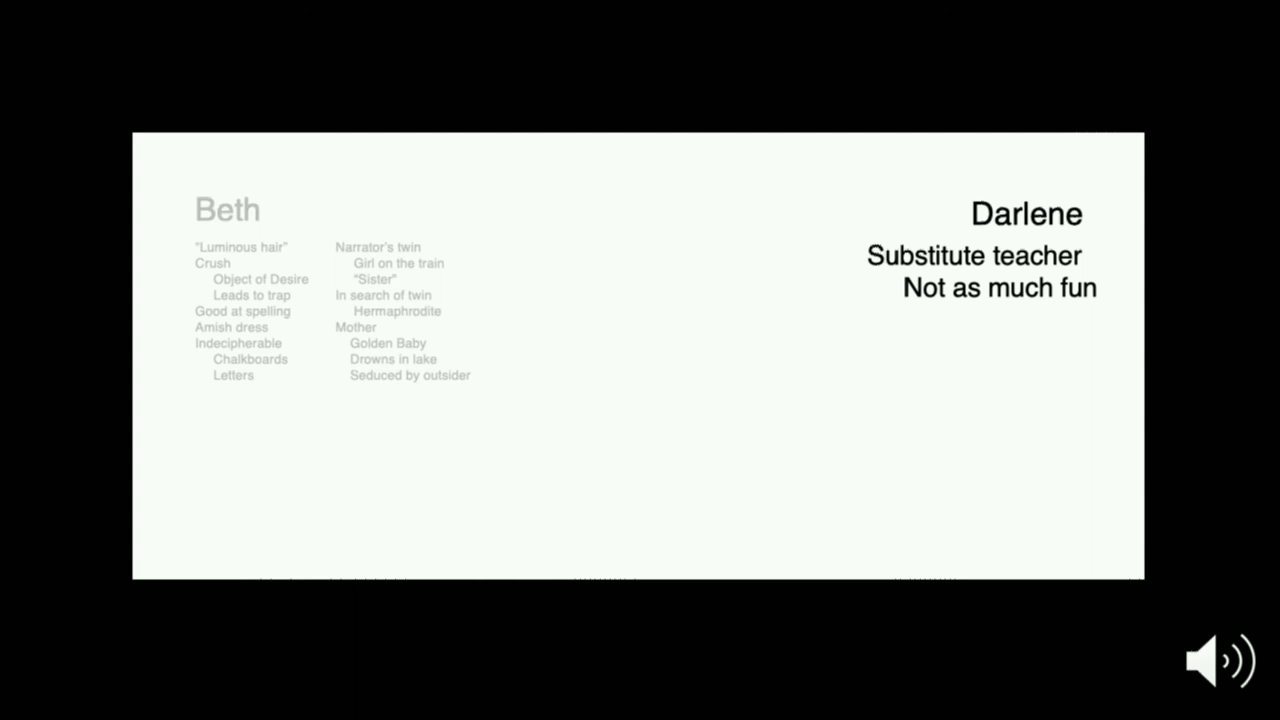 Beth
“Luminous hair”
Crush
Object of Desire
Leads to trap
Good at spelling
Amish dress
Indecipherable
Chalkboards
Letters
Narrator’s twin
Girl on the train
“Sister”
In search of twin
Hermaphrodite
Mother
Golden Baby
Drowns in lake
Seduced by outsider
Darlene
Substitute teacher
Not as much fun